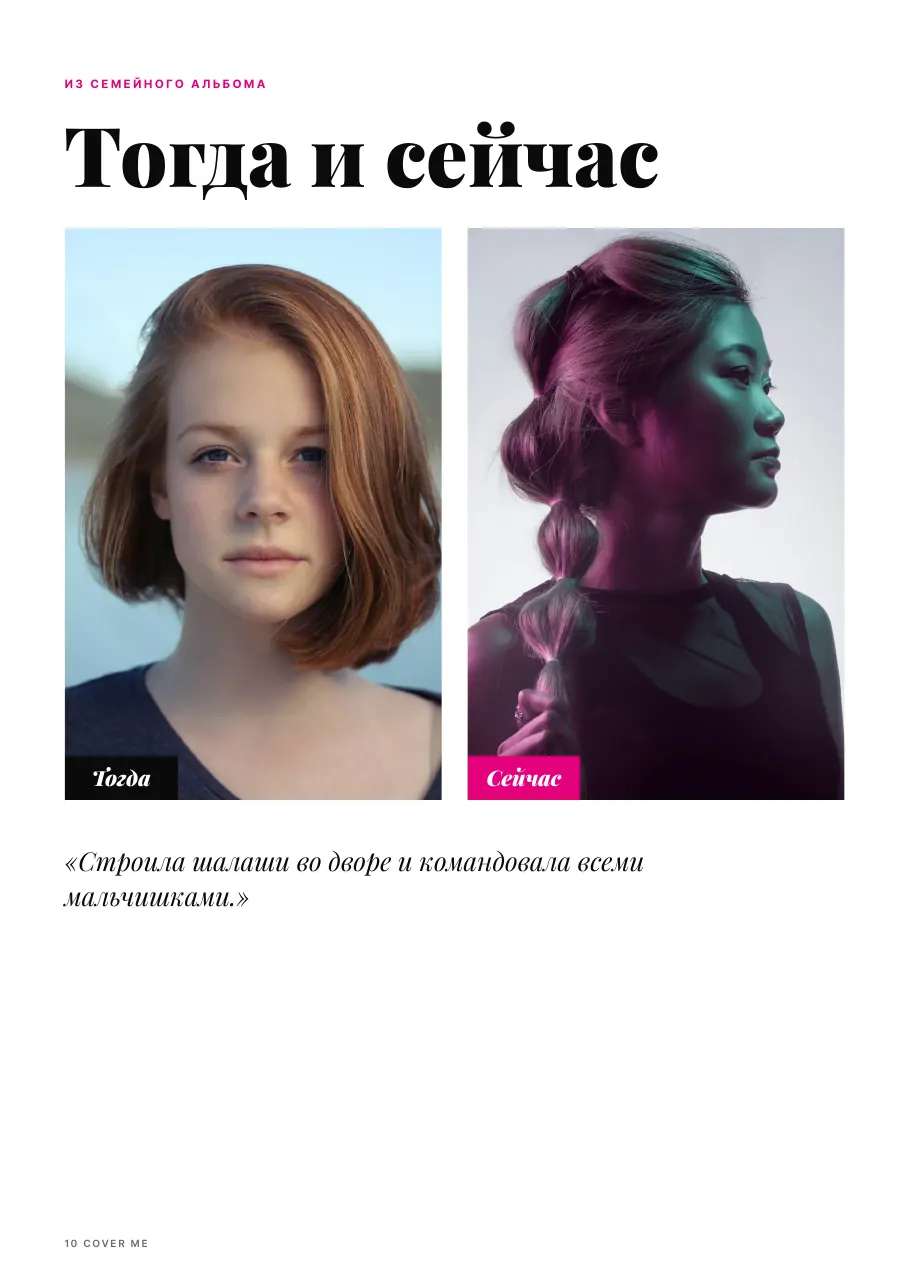 ИЗ СЕМЕЙНОГО АЛЬБОМА
Тогда и сейчас
Тогда
Сейчас
«Строила шалаши во дворе и командовала всеми
мальчишками.»
10 COVER ME